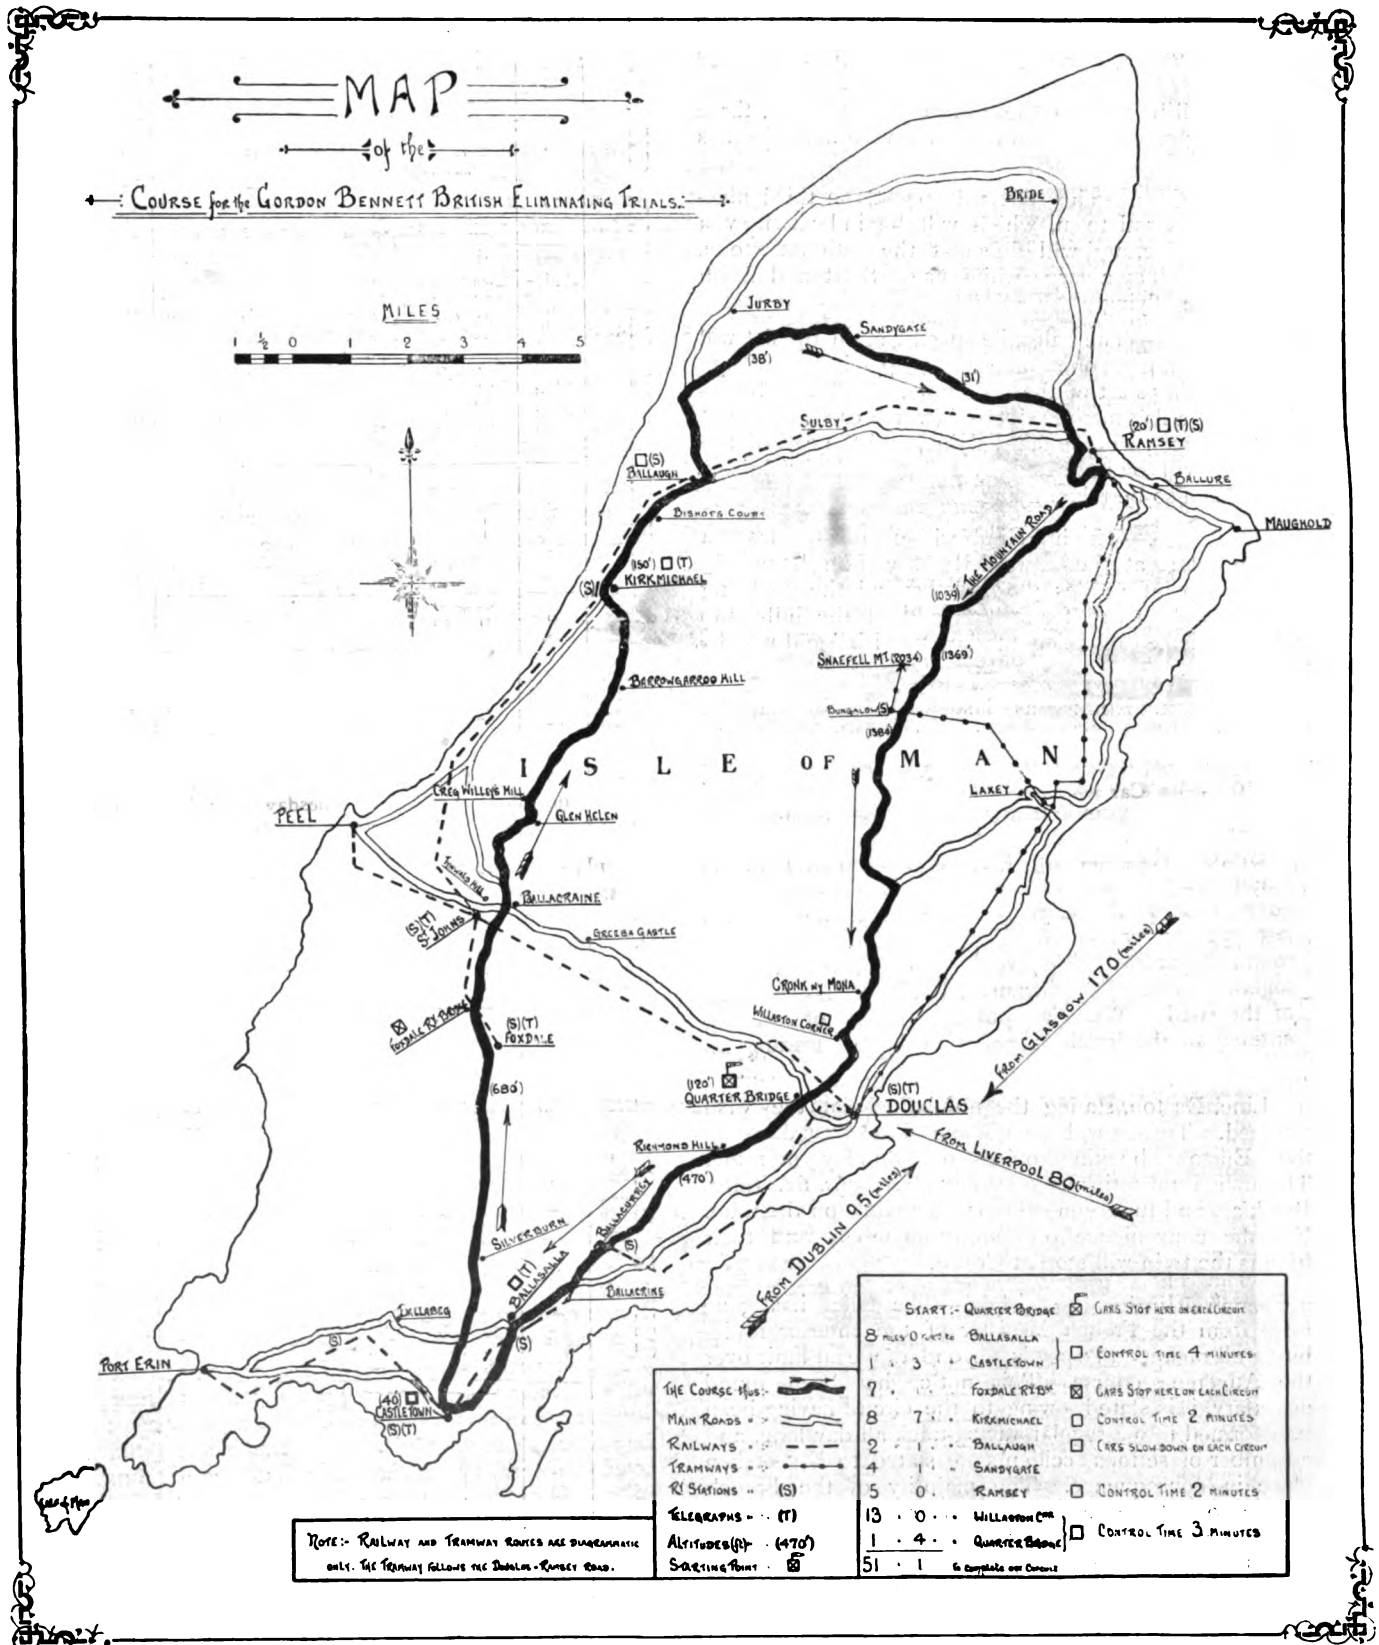 MAP
of the
COURSE for the GORDON BENNETT BRITISH ELIMINATING TRIALS.
MILES
1 ½ 0 1 2 3 4 5
BRIDE
JURBY
SANDYGATE
(38')
(31')
SULBY
(20') (T)(S)
RAMSEY
(S)
BALLAUGH
BALLURE
BISHOPS COURT
MAUGHOLD
THE MOUNTAIN ROAD
(150') (T)
KIRKMICHAEL
(S)
(1039')
SNAEFELL MT (2034)
(1369')
BARROWGARROO HILL
BUNGALOW (S)
(1384')
ISLE OF MAN
CREG WILLEY'S HILL
LAXEY
PEEL
GLEN HELEN
BALLACRAINE
(S)(T)
ST. JOHNS
GREEBA CASTLE
CRONK NY MONA
WILLASTON CORNER
FROM GLASGOW 170 (miles)
FOXDALE RY BRIDGE
(S)(T)
FOXDALE
(680')
(120')
QUARTER BRIDGE
(S)(T)
DOUGLAS
RICHMOND HILL
(470')
FROM LIVERPOOL 80 (miles)
FROM DUBLIN 95 (miles)
SILVERBURN
BALLACURREY
(S)
(T)
BALLASALLA
(S)
BALLACRINE
(S)
PORT ERIN
(40)
CASTLETOWN
(S)(T)
ISLE of MAN
NOTE:- RAILWAY AND TRAMWAY ROUTES ARE DIAGRAMMATIC
ONLY. THE TRAMWAY FOLLOWS THE DOUGLAS-RAMSEY ROAD.
THE COURSE thus:-
MAIN ROADS
RAILWAYS
TRAMWAYS
RY STATIONS (S)
TELEGRAPHS (T)
ALTITUDES (ft) (470')
STARTING POINT
START:- QUARTER BRIDGE CARS STOP HERE ON EACH CIRCUIT
8 MILES 0 to BALLASALLA
1 . 3 CASTLETOWN CONTROL TIME 4 MINUTES
7 . FOXDALE RY BR CARS STOP HERE ON EACH CIRCUIT
8 7 KIRKMICHAEL CONTROL TIME 2 MINUTES
2 . 1 BALLAUGH CARS SLOW DOWN ON EACH CIRCUIT
4 1 SANDYGATE
5 0 RAMSEY CONTROL TIME 2 MINUTES
13 . 0 WILLASTON CNR
1 . 4 QUARTER BRIDGE CONTROL TIME 3 MINUTES
51 . 1 to complete one circuit